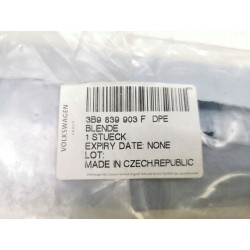 VOLKSWAGEN
3B9 839 903 F DPE
BLENDE
1 STUECK
EXPIRY DATE: NONE
LOT:
MADE IN CZECH.REPUBLIC